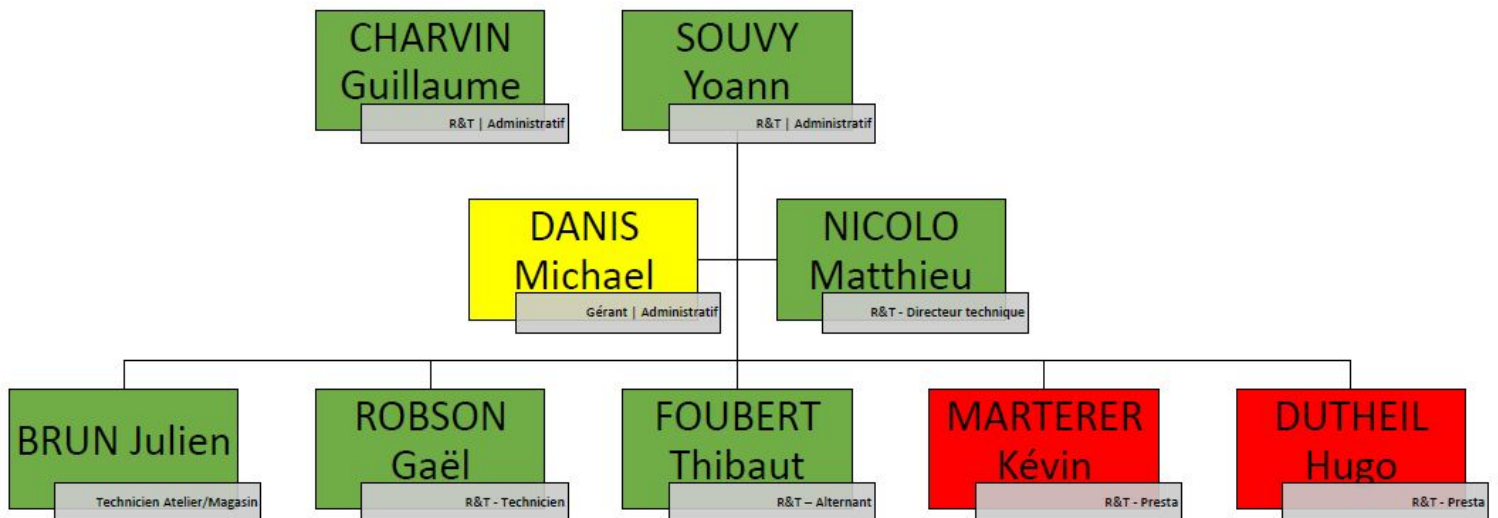 CHARVIN
Guillaume
R&T | Administratif
SOUVY
Yoann
R&T | Administratif
DANIS
Michael
Gérant | Administratif
NICOLO
Matthieu
R&T - Directeur technique
BRUN Julien
Technicien Atelier/Magasin
ROBSON
Gaël
R&T - Technicien
FOUBERT
Thibaut
R&T – Alternant
MARTERER
Kévin
R&T - Presta
DUTHEIL
Hugo
R&T - Presta